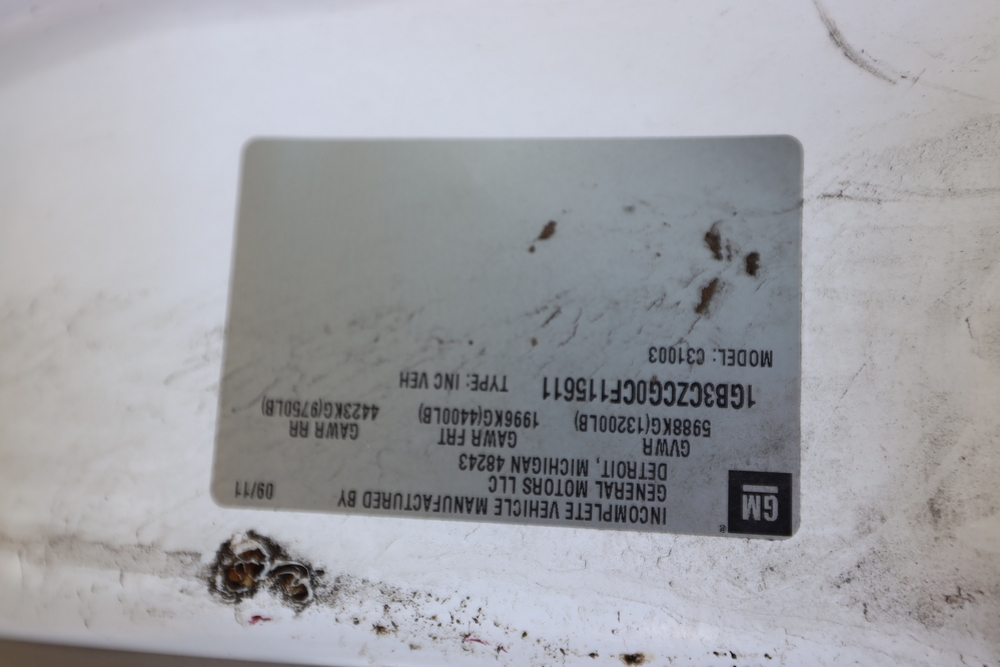 GM
INCOMPLETE VEHICLE MANUFACTURED BY 09/11
GENERAL MOTORS LLC
DETROIT, MICHIGAN 48243
GVWR GAWR FRT GAWR RR
5988KG(13200LB) 1996KG(4400LB) 4423KG(9750LB)
1GB3CZCG0CF115611 TYPE: INC VEH
MODEL: C31003